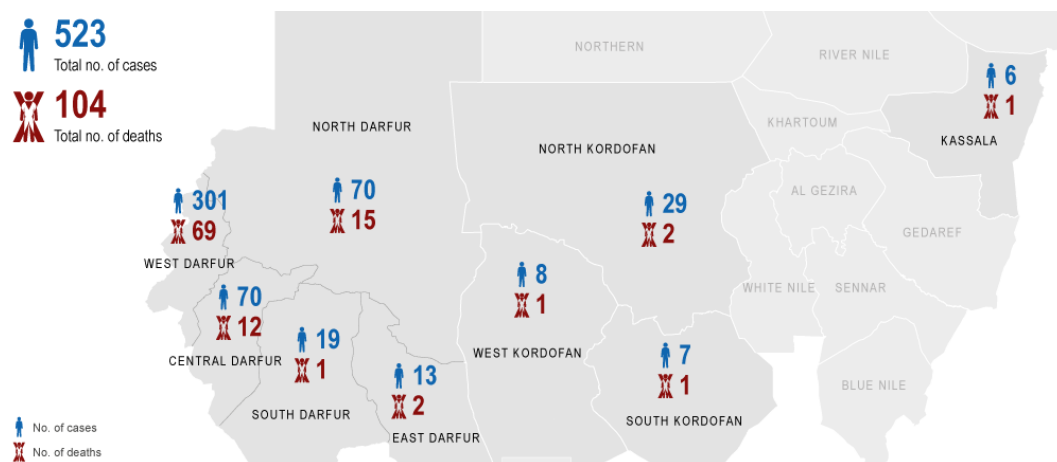 523
Total no. of cases
104
Total no. of deaths
NORTHERN
RIVER NILE
6
1
KASSALA
NORTH DARFUR
KHARTOUM
NORTH KORDOFAN
70
15
301
69
WEST DARFUR
29
2
AL GEZIRA
GEDAREF
8
1
WEST KORDOFAN
WHITE NILE
SENNAR
70
12
CENTRAL DARFUR
19
1
SOUTH DARFUR
13
2
EAST DARFUR
7
1
SOUTH KORDOFAN
BLUE NILE
No. of cases
No. of deaths